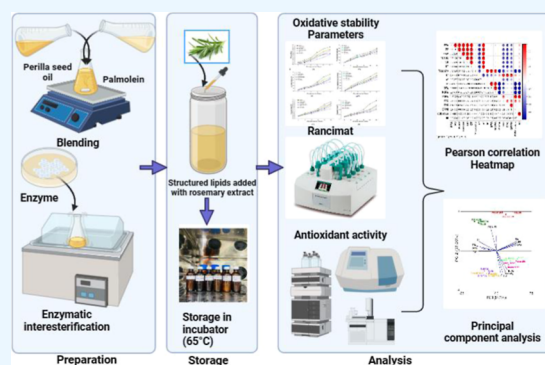 Perilla seed
oil
Palmolein
Blending
Enzyme
Enzymatic
interesterification
Preparation
Structured lipids added
with rosemary extract
Storage in
incubator
(65°C)
Storage
Oxidative stability
Parameters
Rancimat
Antioxidant activity
Analysis
Pearson correlation
Heatmap
Principal
component analysis